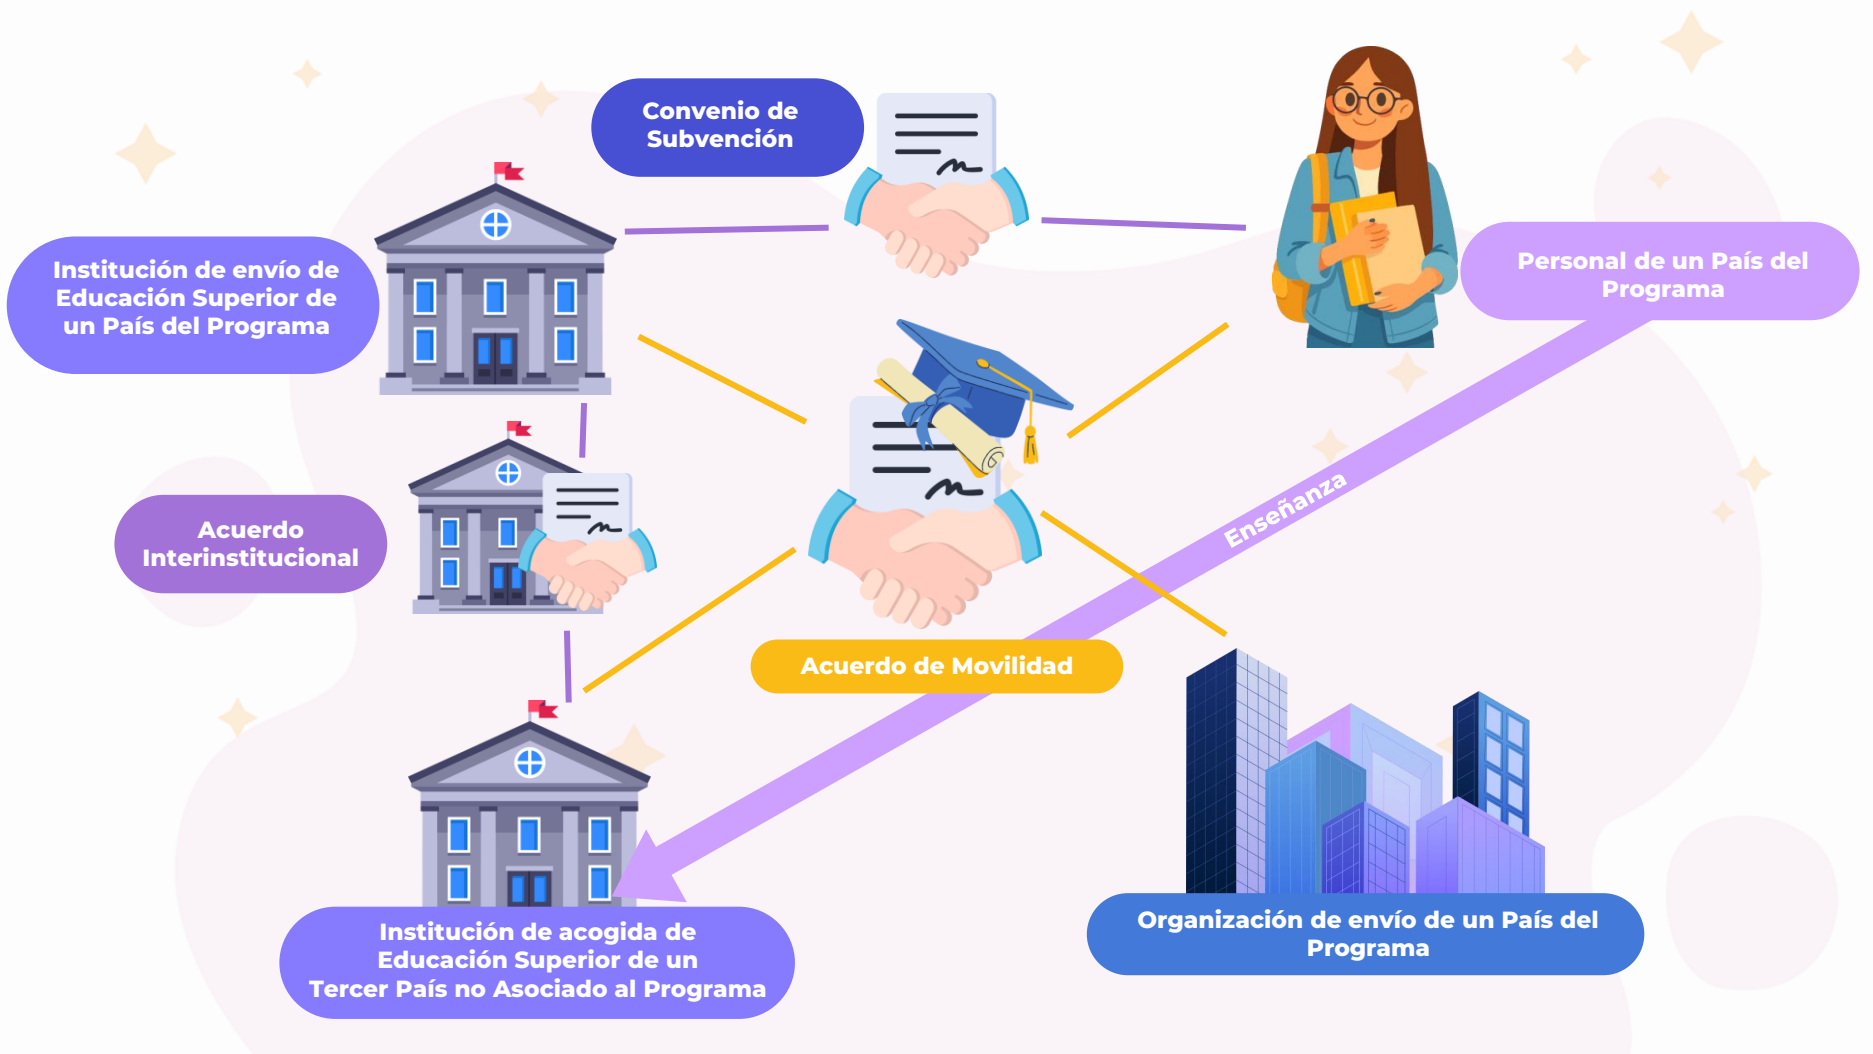 Convenio de
Subvención
Institución de envío de
Educación Superior de
un País del Programa
Personal de un País del
Programa
Enseñanza
Acuerdo
Interinstitucional
Acuerdo de Movilidad
Institución de acogida de
Educación Superior de un
Tercer País no Asociado al Programa
Organización de envío de un País del
Programa